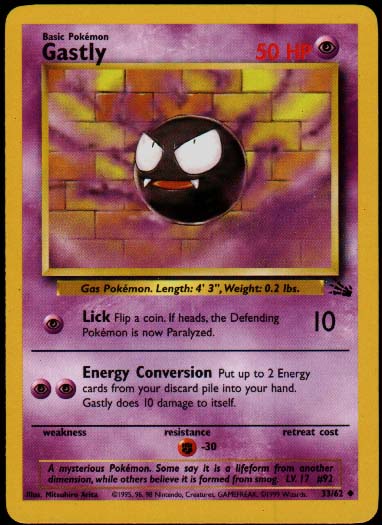 Basic Pokémon
Gastly 50 HP
Gas Pokémon. Length: 4' 3", Weight: 0.2 lbs.
Lick Flip a coin. If heads, the Defending
Pokémon is now Paralyzed.
10
Energy Conversion Put up to 2 Energy
cards from your discard pile into your hand.
Gastly does 10 damage to itself.
weakness resistance retreat cost
-30
A mysterious Pokémon. Some say it is a lifeform from another
dimension, while others believe it is formed from smog. LV. 17 #92
Illus. Mitsuhiro Arita ©1995, 96, 98 Nintendo, Creatures, GAMEFREAK. ©1999 Wizards. 33/62